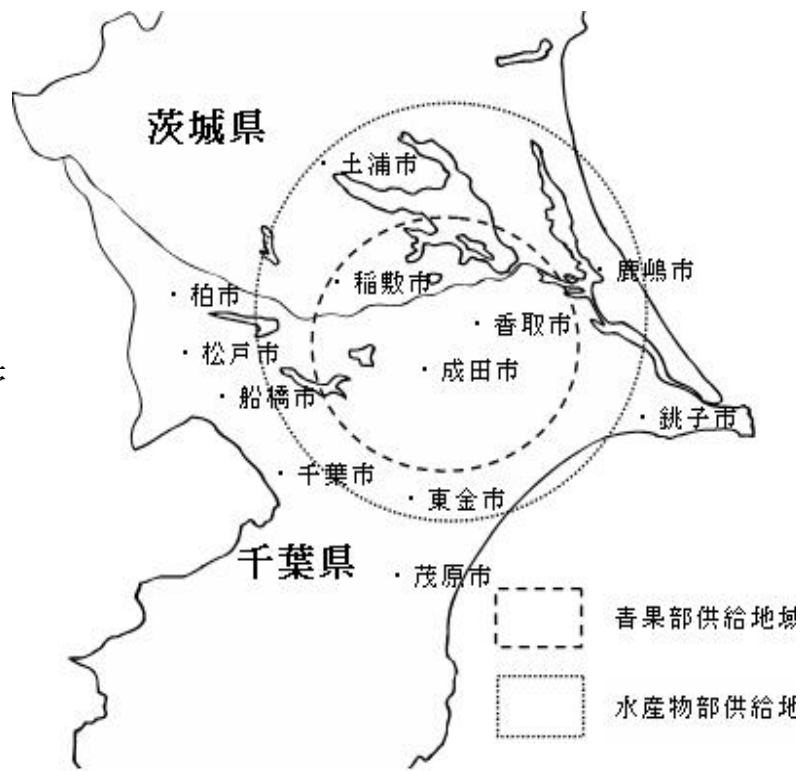 茨城県
土浦市
鹿嶋市
稲敷市
柏市
香取市
松戸市
成田市
船橋市
銚子市
千葉市
東金市
千葉県
茂原市
青果部供給地域
水産物部供給地